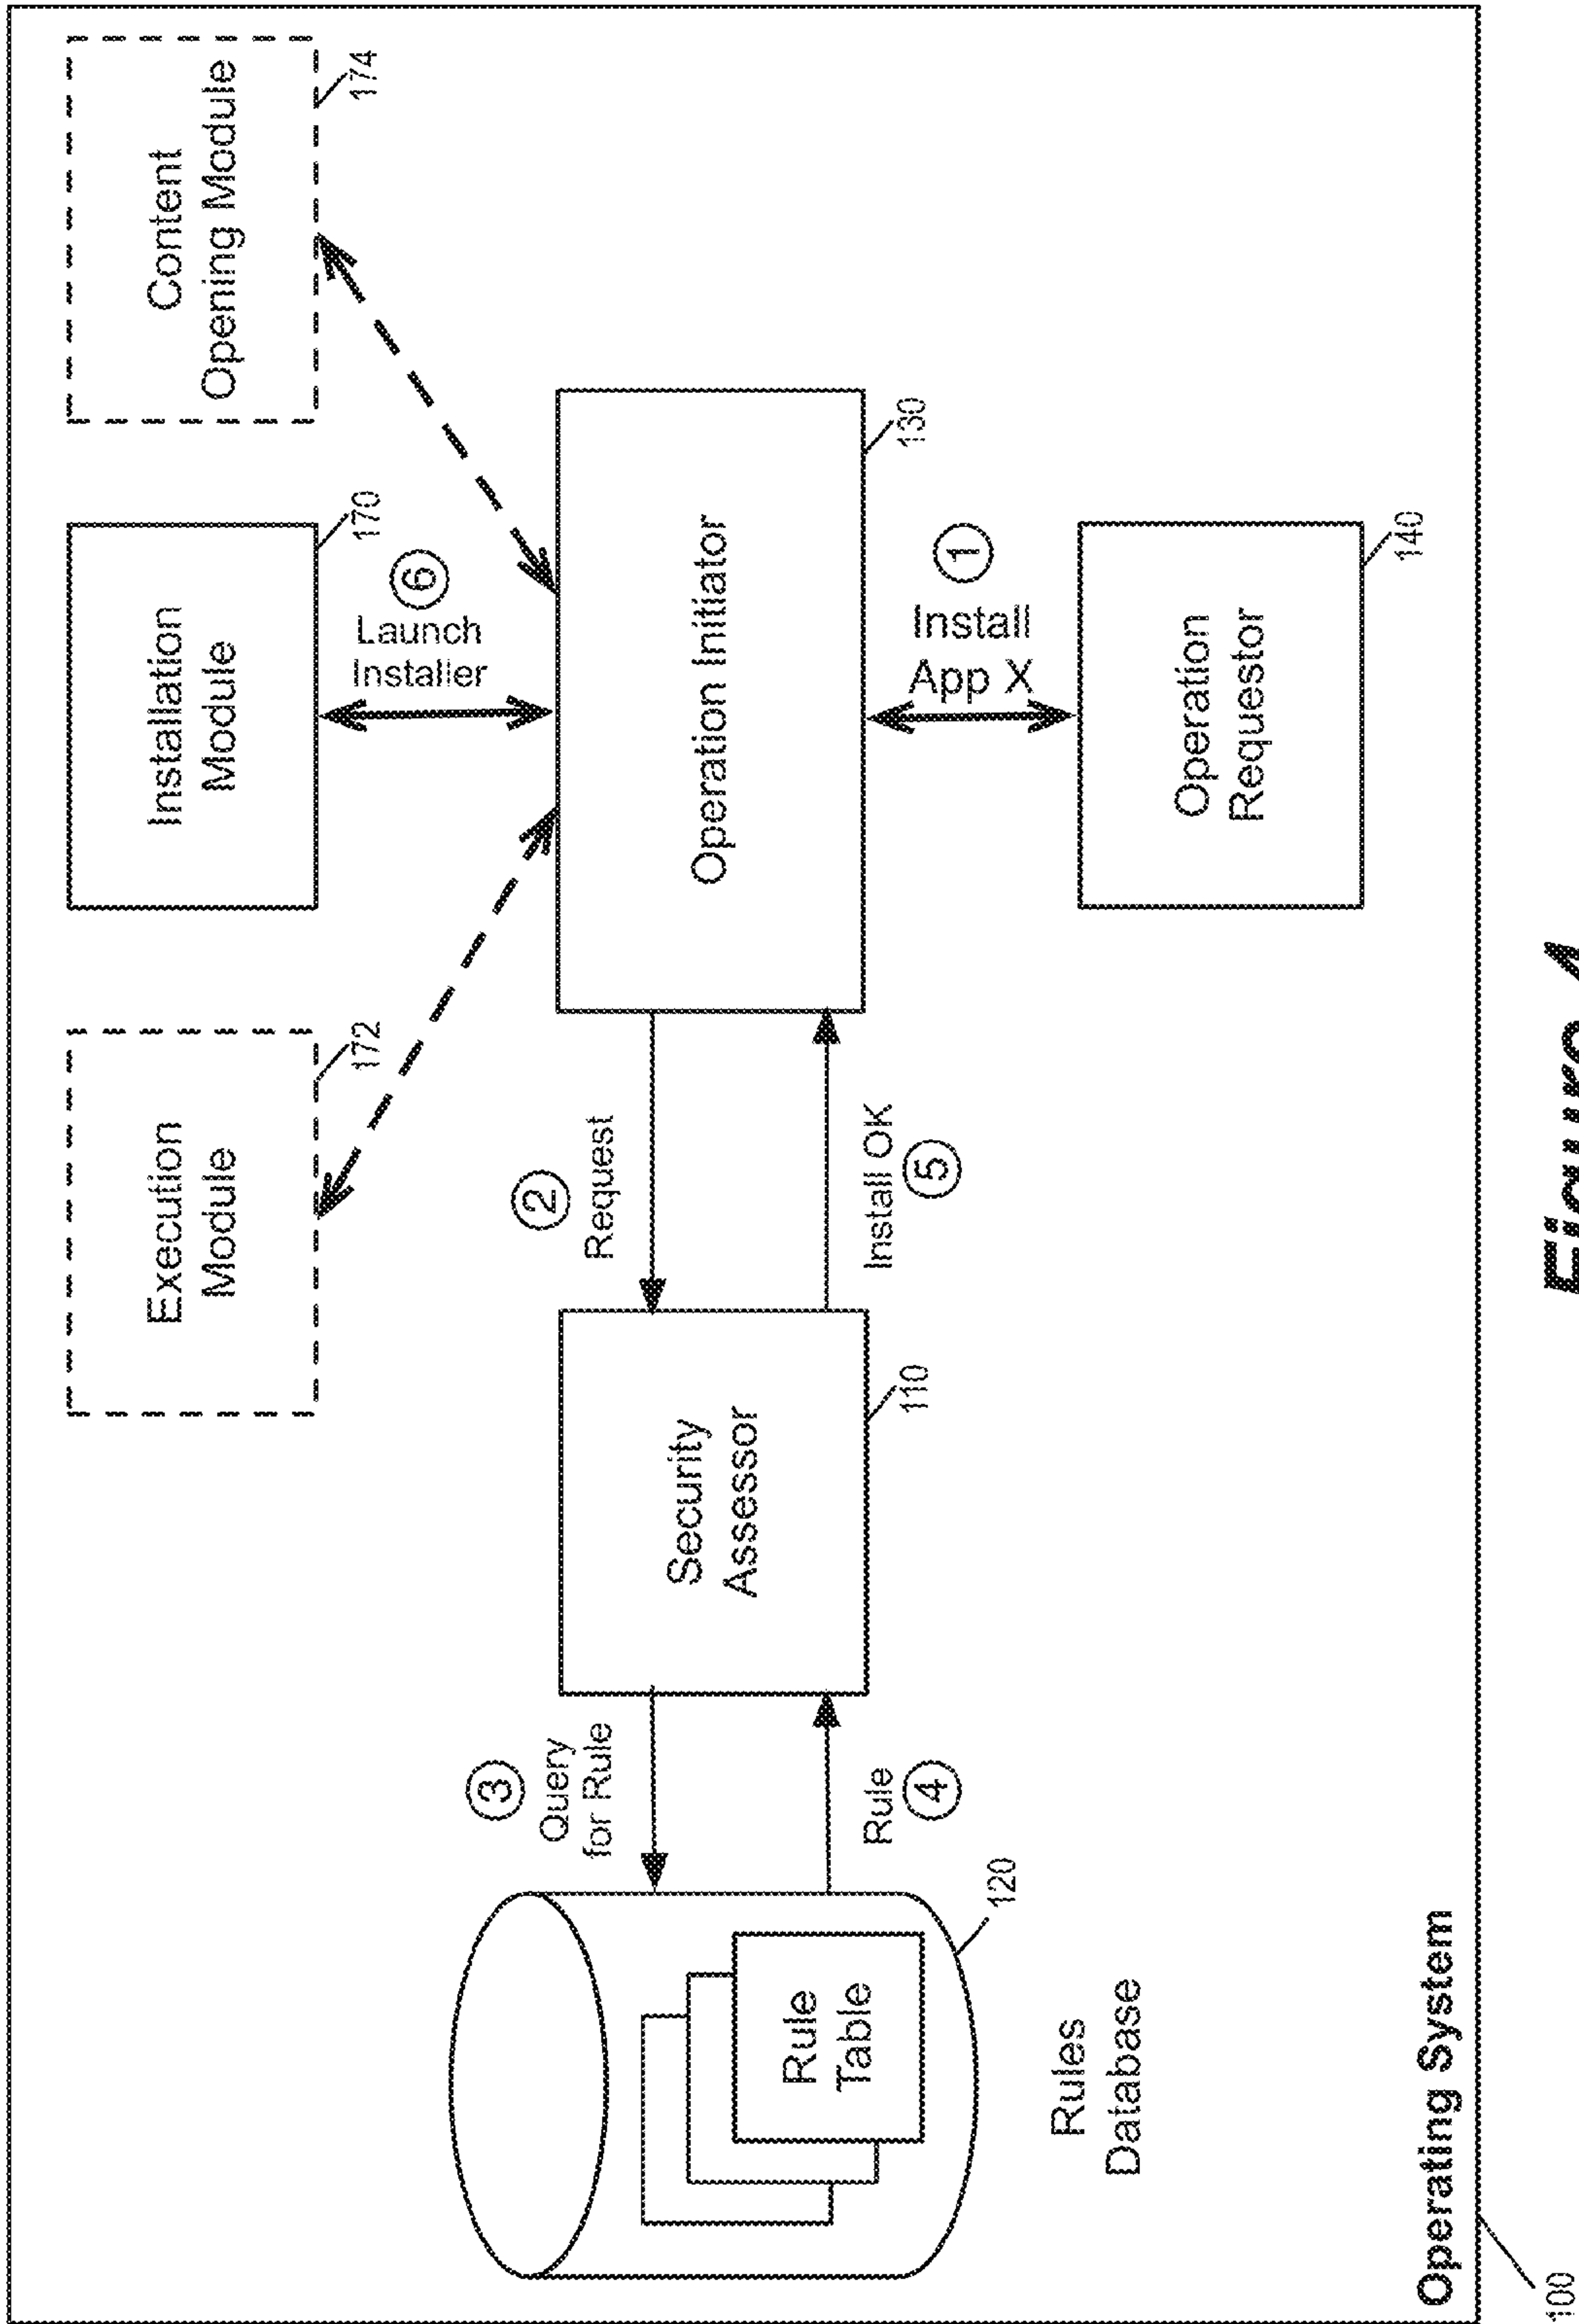 Execution
Module
172
Installation
Module
170
Content
Opening Module
174
6
Launch
Installer
3
Query
for Rule
2
Request
Rule
Table
Security
Assessor
Operation Initiator
130
110
Rule
4
Install OK
5
1
Install
App X
120
Rules
Database
Operation
Requestor
140
Operating System
100